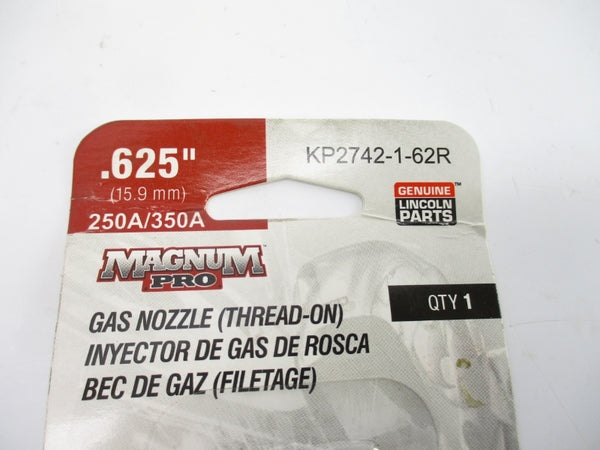 .625"
(15.9 mm)
250A/350A
KP2742-1-62R
GENUINE™
LINCOLN
PARTS
MAGNUM
PRO
QTY 1
GAS NOZZLE (THREAD-ON)
INYECTOR DE GAS DE ROSCA
BEC DE GAZ (FILETAGE)